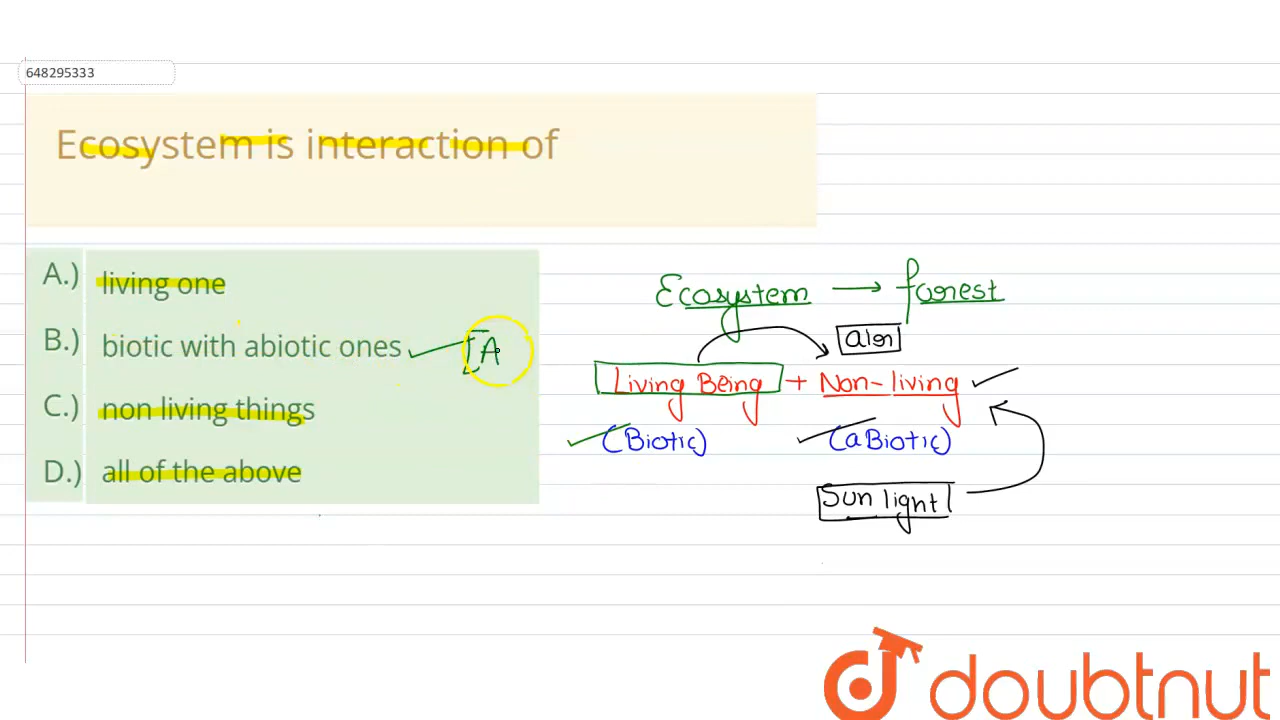 648295333
Ecosystem is interaction of
A.) living one
B.) biotic with abiotic ones [A
C.) non living things
D.) all of the above
Ecosystem → forest
air
Living Being + Non-living
(Biotic) (aBiotic)
Sun light
doubtnut